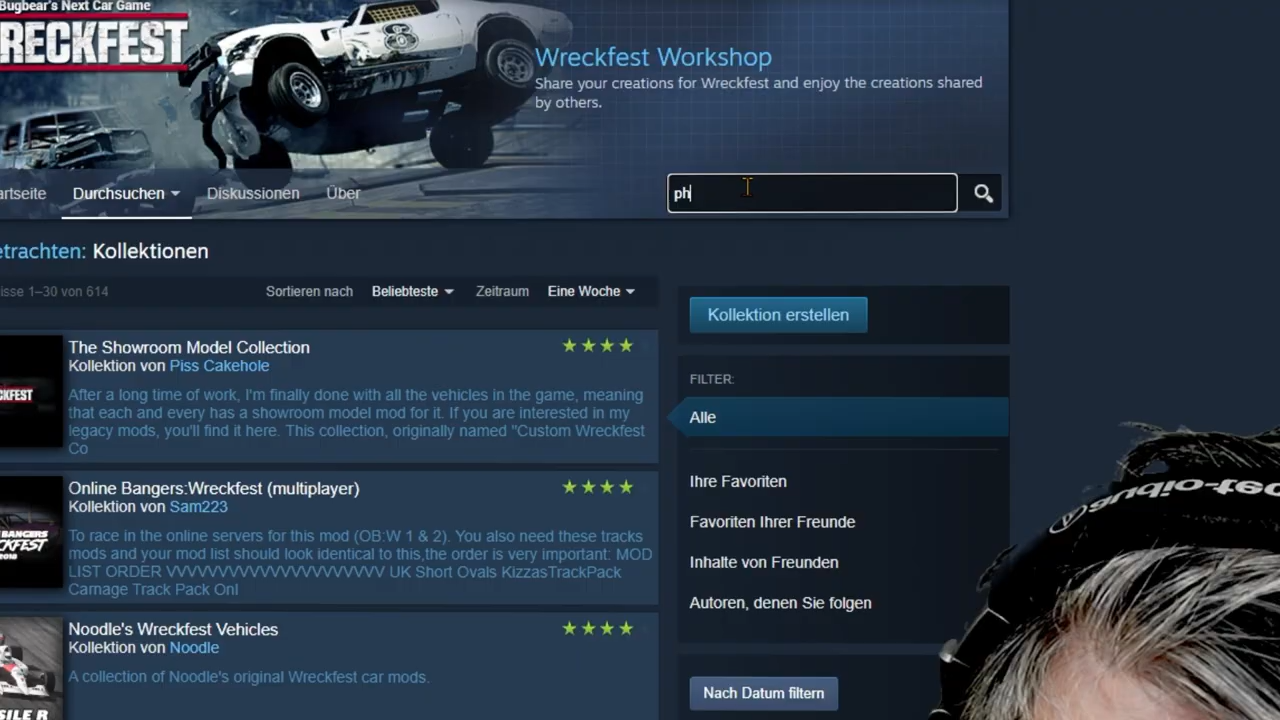 Bugbear's Next Car Game
RECKFEST
8
Wreckfest Workshop
Share your creations for Wreckfest and enjoy the creations shared
by others.
artseite Durchsuchen Diskussionen Über
ph
etrachten: Kollektionen
isse 1–30 von 614 Sortieren nach Beliebteste Zeitraum Eine Woche
Kollektion erstellen
CKFEST
The Showroom Model Collection
Kollektion von Piss Cakehole
After a long time of work, I'm finally done with all the vehicles in the game, meaning
that each and every has a showroom model mod for it. If you are interested in my
legacy mods, you'll find it here. This collection, originally named "Custom Wreckfest
Co
FILTER:
Alle
Ihre Favoriten
Favoriten Ihrer Freunde
Inhalte von Freunden
Autoren, denen Sie folgen
BANGERS
CKFEST
2018
Online Bangers:Wreckfest (multiplayer)
Kollektion von Sam223
To race in the online servers for this mod (OB:W 1 & 2). You also need these tracks
mods and your mod list should look identical to this,the order is very important: MOD
LIST ORDER VVVVVVVVVVVVVVVVVVVVV UK Short Ovals KizzasTrackPack
Carnage Track Pack Onl
Noodle's Wreckfest Vehicles
Kollektion von Noodle
A collection of Noodle's original Wreckfest car mods.
SILE R
Nach Datum filtern
audio-tec